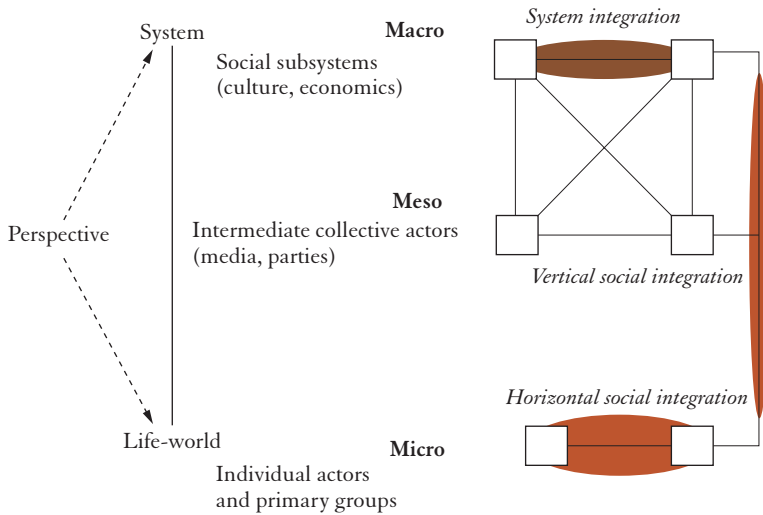 System integration
System
Macro
Social subsystems
(culture, economics)
Meso
Perspective
Intermediate collective actors
(media, parties)
Vertical social integration
Horizontal social integration
Life-world
Micro
Individual actors
and primary groups